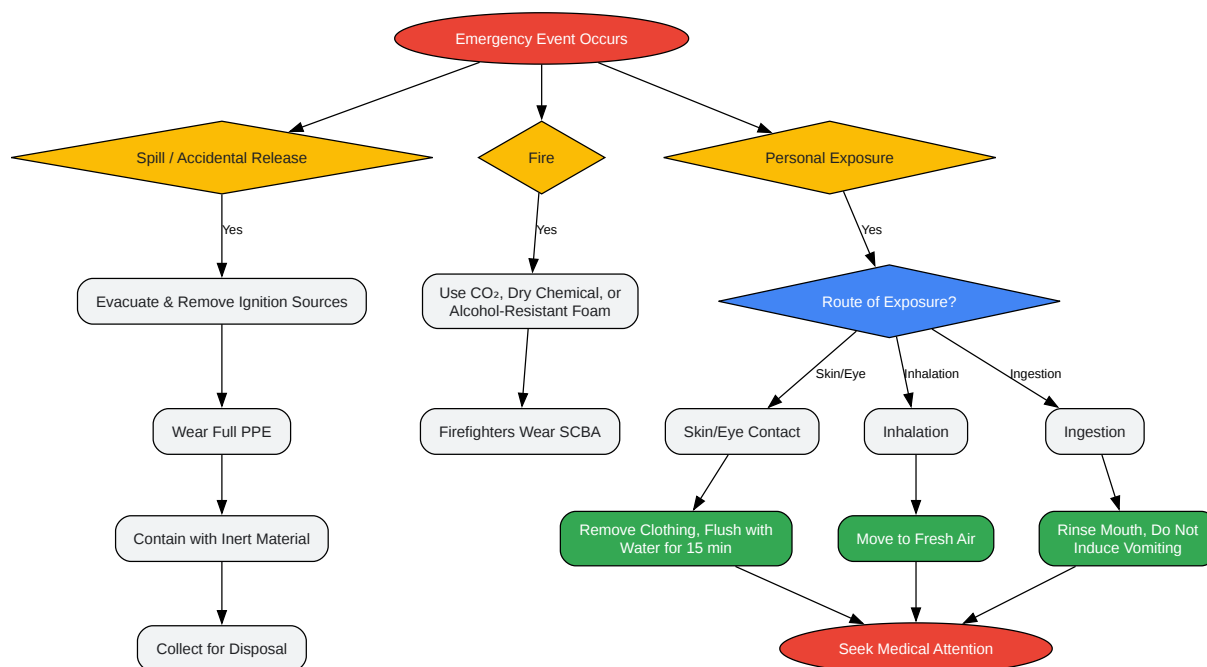 Emergency Event Occurs
Spill / Accidental Release
Fire
Personal Exposure
Yes
Yes
Yes
Evacuate & Remove Ignition Sources
Use CO₂, Dry Chemical, or
Alcohol-Resistant Foam
Route of Exposure?
Skin/Eye
Inhalation
Ingestion
Wear Full PPE
Firefighters Wear SCBA
Skin/Eye Contact
Inhalation
Ingestion
Contain with Inert Material
Remove Clothing, Flush with
Water for 15 min
Move to Fresh Air
Rinse Mouth, Do Not
Induce Vomiting
Collect for Disposal
Seek Medical Attention